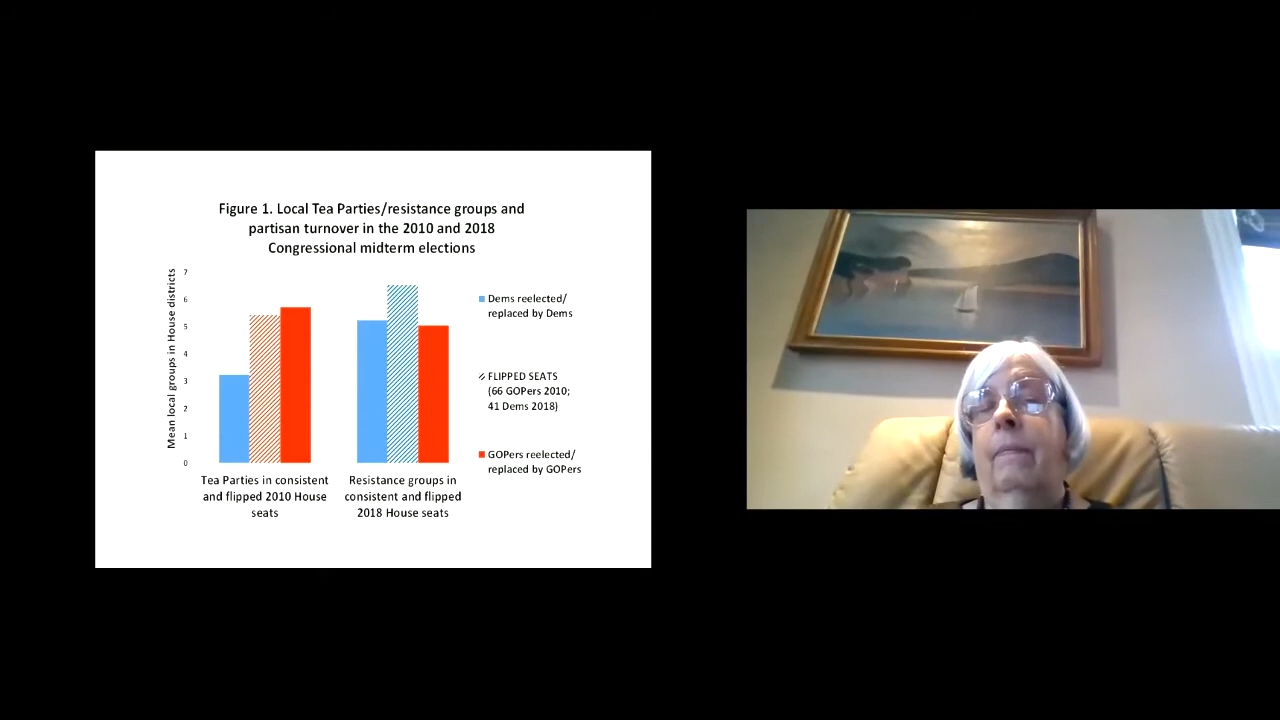 Figure 1. Local Tea Parties/resistance groups and
partisan turnover in the 2010 and 2018
Congressional midterm elections
Mean local groups in House districts
7
6
5
4
3
2
1
0
Dems reelected/
replaced by Dems
FLIPPED SEATS
(66 GOPers 2010;
41 Dems 2018)
GOPers reelected/
replaced by GOPers
Tea Parties in consistent
and flipped 2010 House
seats
Resistance groups in
consistent and flipped
2018 House seats